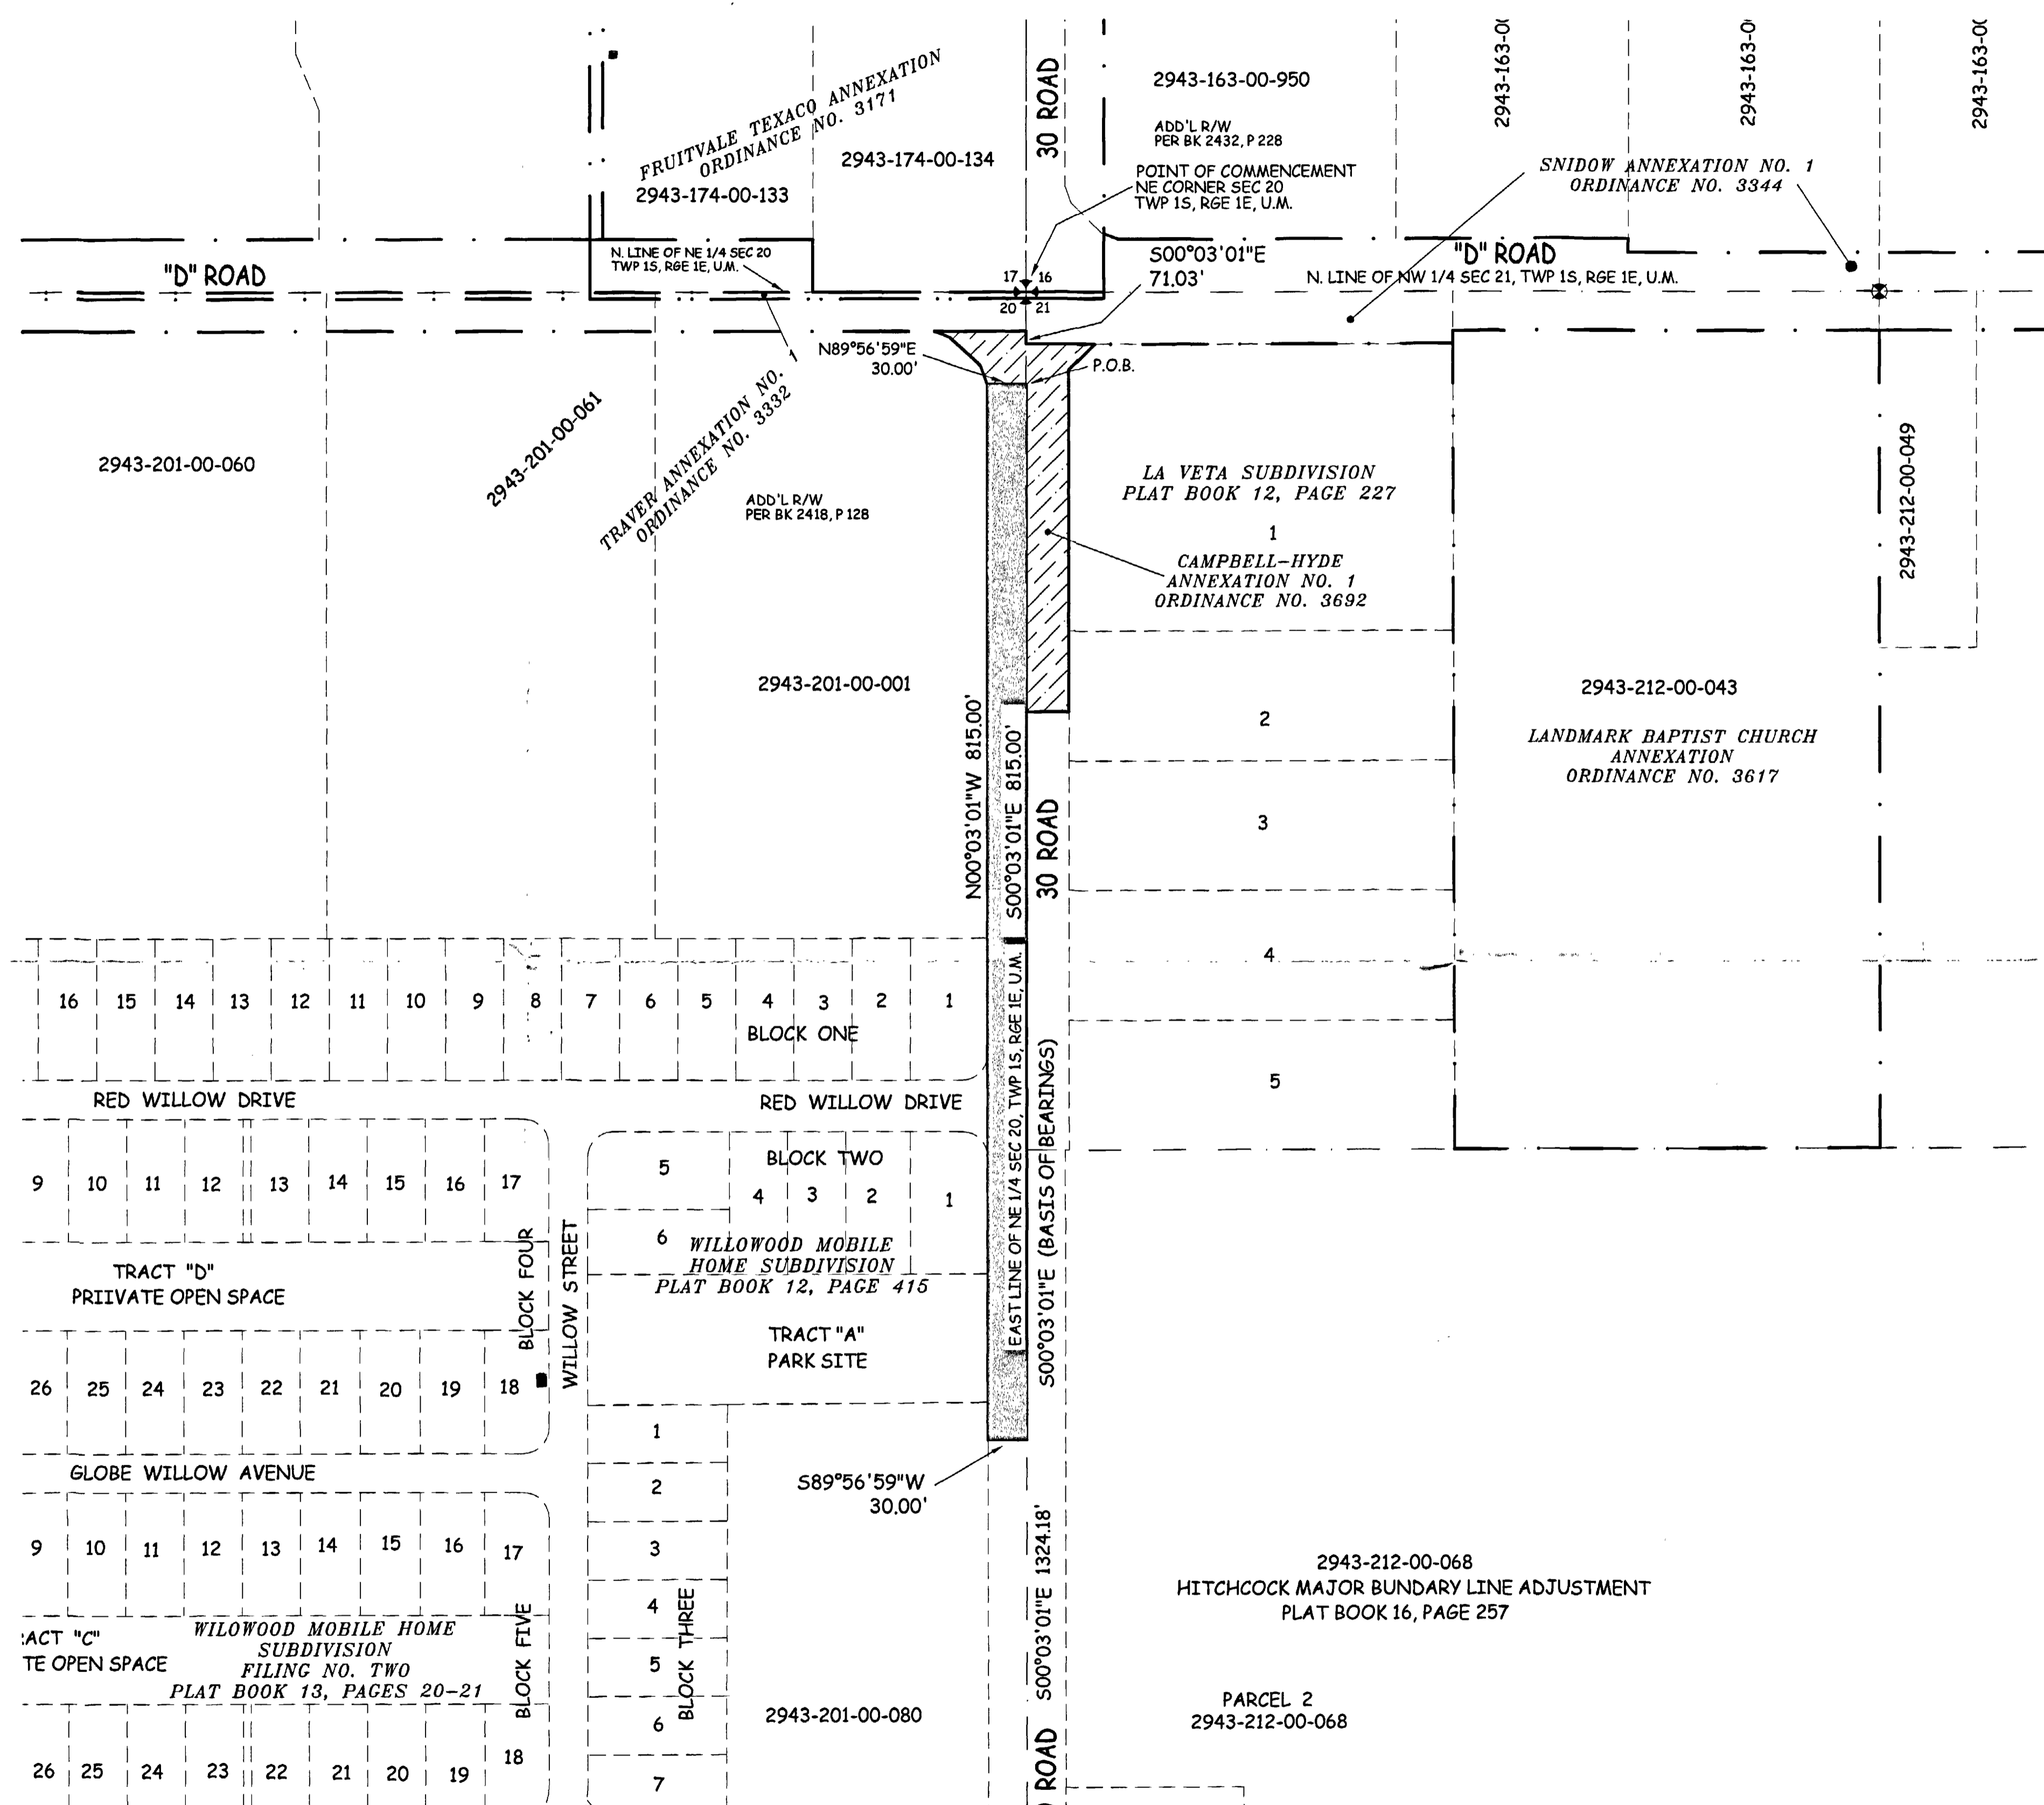 30 ROAD
2943-163-00-950
ADD'L R/W
PER BK 2432, P 228
POINT OF COMMENCEMENT
NE CORNER SEC 20
TWP 1S, RGE 1E, U.M.
FRUITVALE TEXACO ANNEXATION
ORDINANCE NO. 3171
2943-174-00-134
2943-174-00-133
SNIDOW ANNEXATION NO. 1
ORDINANCE NO. 3344
2943-163-0
2943-163-0
2943-163-0
"D" ROAD
N. LINE OF NE 1/4 SEC 20
TWP 1S, RGE 1E, U.M.
17 16
20 21
S00°03'01"E
71.03'
"D" ROAD
N. LINE OF NW 1/4 SEC 21, TWP 1S, RGE 1E, U.M.
N89°56'59"E
30.00'
P.O.B.
2943-201-00-060
2943-201-00-061
TRAVER ANNEXATION NO. 1
ORDINANCE NO. 3332
ADD'L R/W
PER BK 2418, P 128
2943-201-00-001
LA VETA SUBDIVISION
PLAT BOOK 12, PAGE 227
1
CAMPBELL-HYDE
ANNEXATION NO. 1
ORDINANCE NO. 3692
2943-212-00-049
2
3
4
5
2943-212-00-043
LANDMARK BAPTIST CHURCH
ANNEXATION
ORDINANCE NO. 3617
N00°03'01"W 815.00'
S00°03'01"E 815.00'
30 ROAD
EAST LINE OF NE 1/4 SEC 20, TWP 1S, RGE 1E, U.M.
S00°03'01"E (BASIS OF BEARINGS)
16 15 14 13 12 11 10 9 8 7 6 5 4 3 2 1
BLOCK ONE
RED WILLOW DRIVE
RED WILLOW DRIVE
9 10 11 12 13 14 15 16 17
BLOCK FOUR
WILLOW STREET
5
BLOCK TWO
4 3 2 1
6
WILLOWOOD MOBILE
HOME SUBDIVISION
PLAT BOOK 12, PAGE 415
TRACT "D"
PRIIVATE OPEN SPACE
TRACT "A"
PARK SITE
26 25 24 23 22 21 20 19 18
GLOBE WILLOW AVENUE
S89°56'59"W
30.00'
1
2
3
4
5
6
7
BLOCK THREE
9 10 11 12 13 14 15 16 17
ACT "C"
TE OPEN SPACE
WILOWOOD MOBILE HOME
SUBDIVISION
FILING NO. TWO
PLAT BOOK 13, PAGES 20-21
BLOCK FIVE
26 25 24 23 22 21 20 19 18
2943-201-00-080
S00°03'01"E 1324.18'
ROAD
2943-212-00-068
HITCHCOCK MAJOR BUNDARY LINE ADJUSTMENT
PLAT BOOK 16, PAGE 257
PARCEL 2
2943-212-00-068